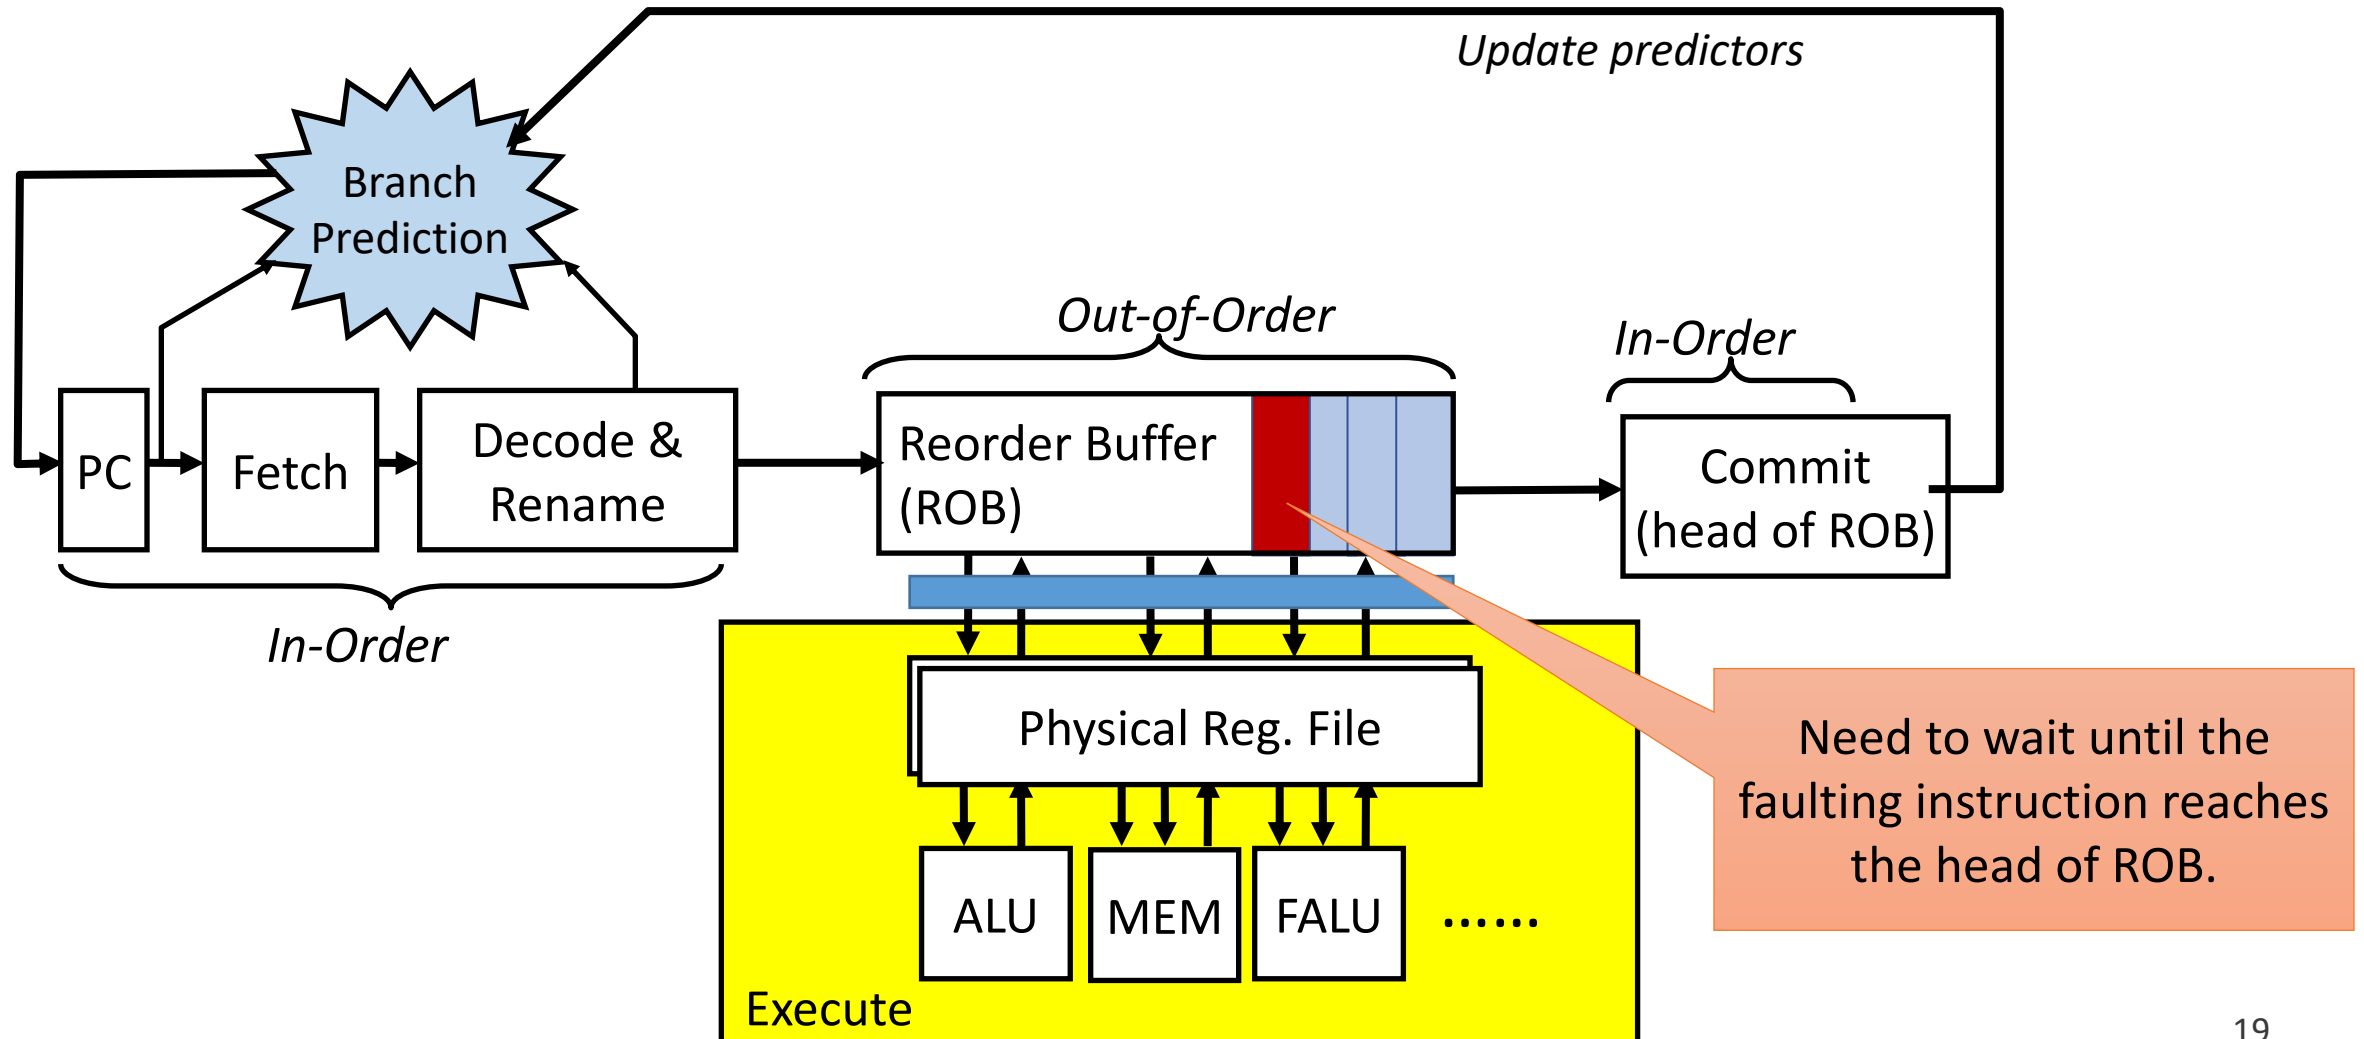 Update predictors
Branch
Prediction
Out-of-Order
In-Order
PC
Fetch
Decode &
Rename
Reorder Buffer
(ROB)
Commit
(head of ROB)
In-Order
Physical Reg. File
Need to wait until the
faulting instruction reaches
the head of ROB.
ALU
MEM
FALU
……
Execute
19